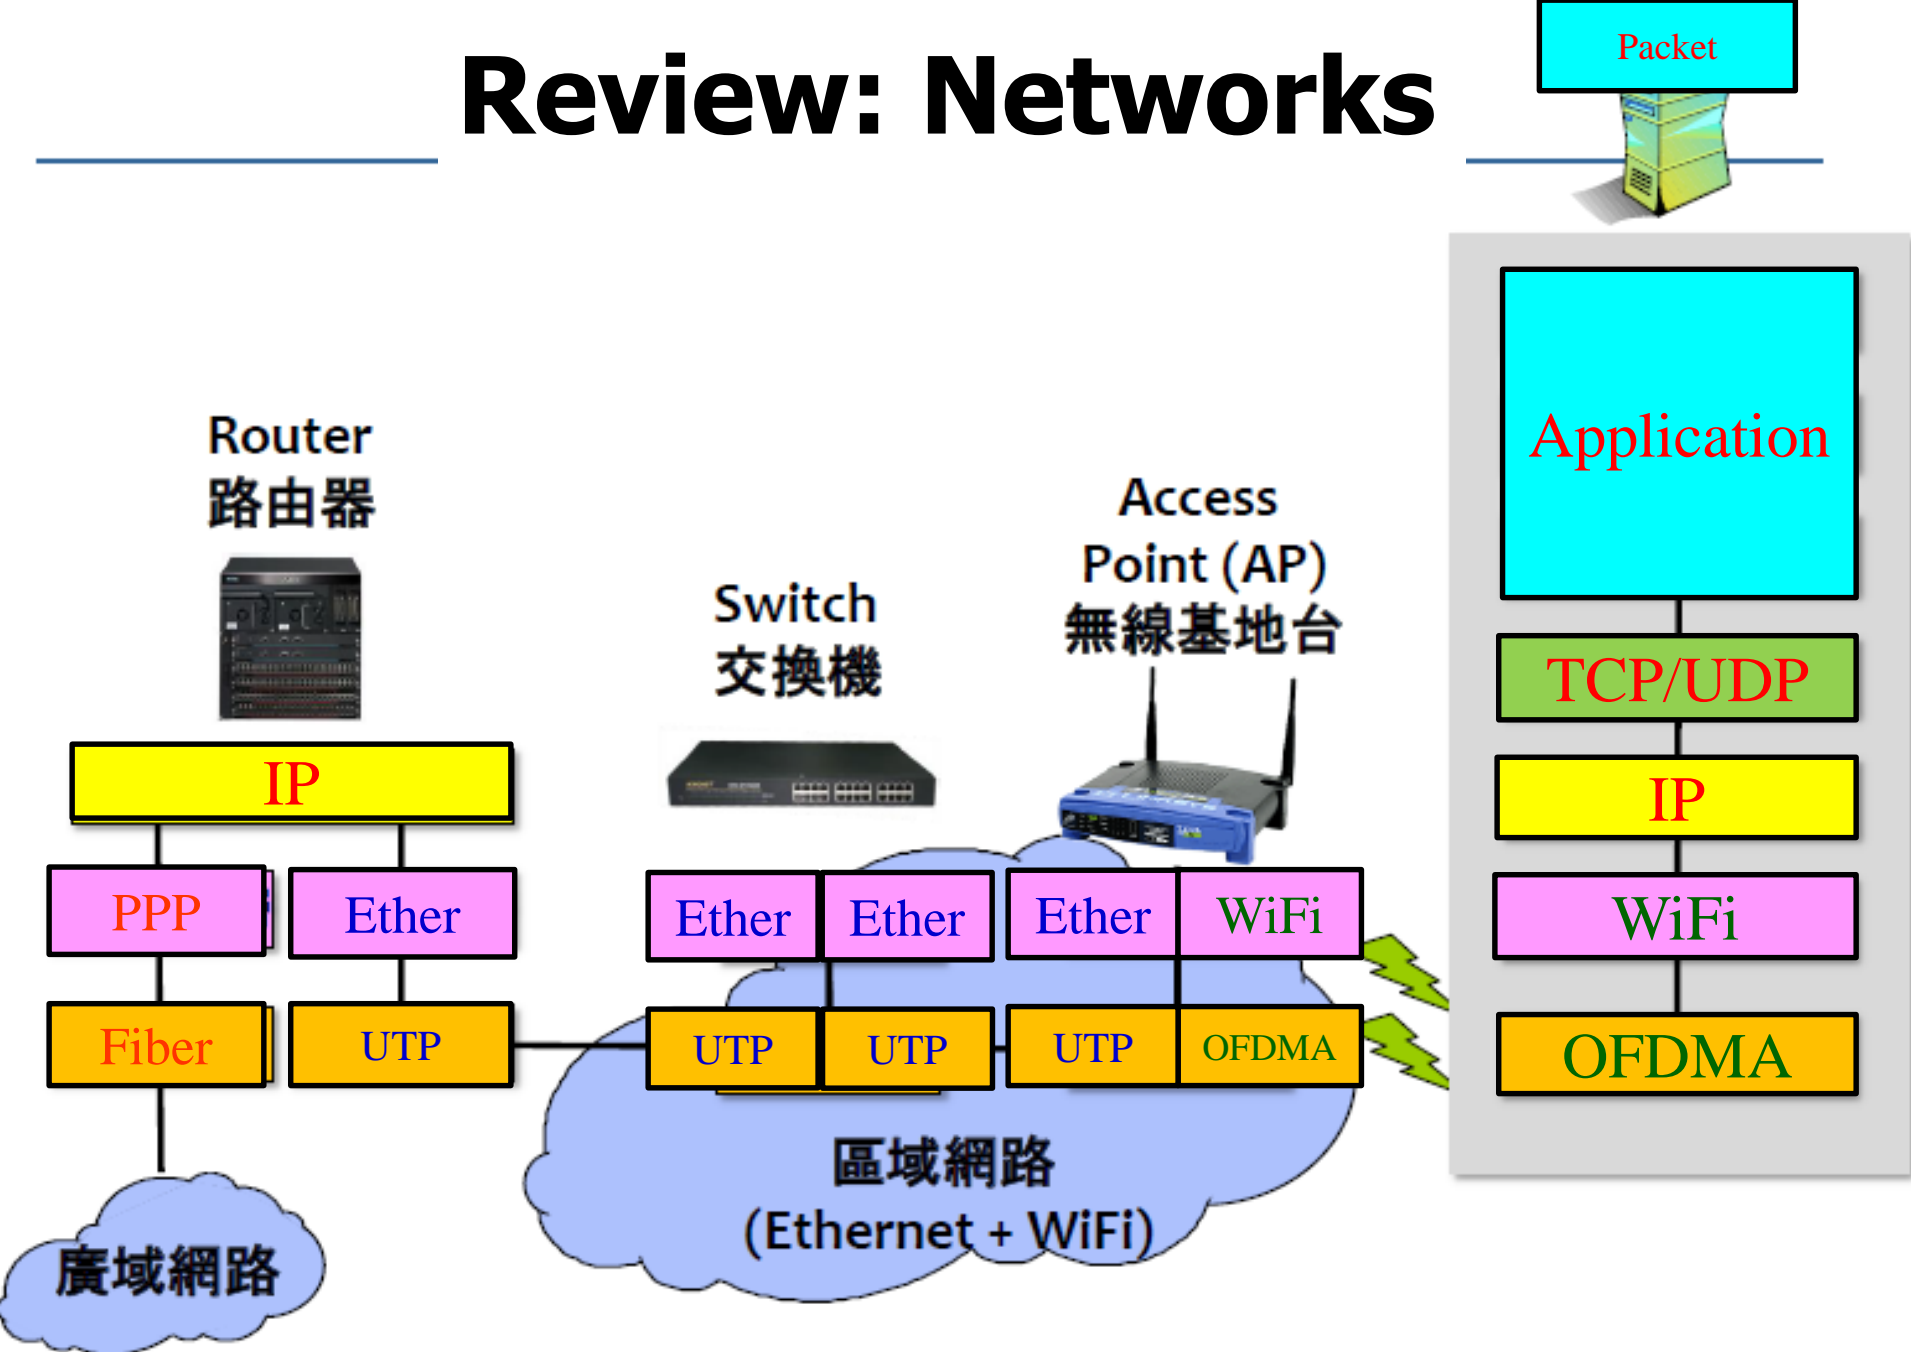 Review: Networks
Packet
Router
路由器
Switch
交換機
Access
Point (AP)
無線基地台
Application
TCP/UDP
IP
WiFi
OFDMA
IP
PPP
Ether
Fiber
UTP
Ether
Ether
UTP
UTP
Ether
WiFi
UTP
OFDMA
區域網路
(Ethernet + WiFi)
廣域網路